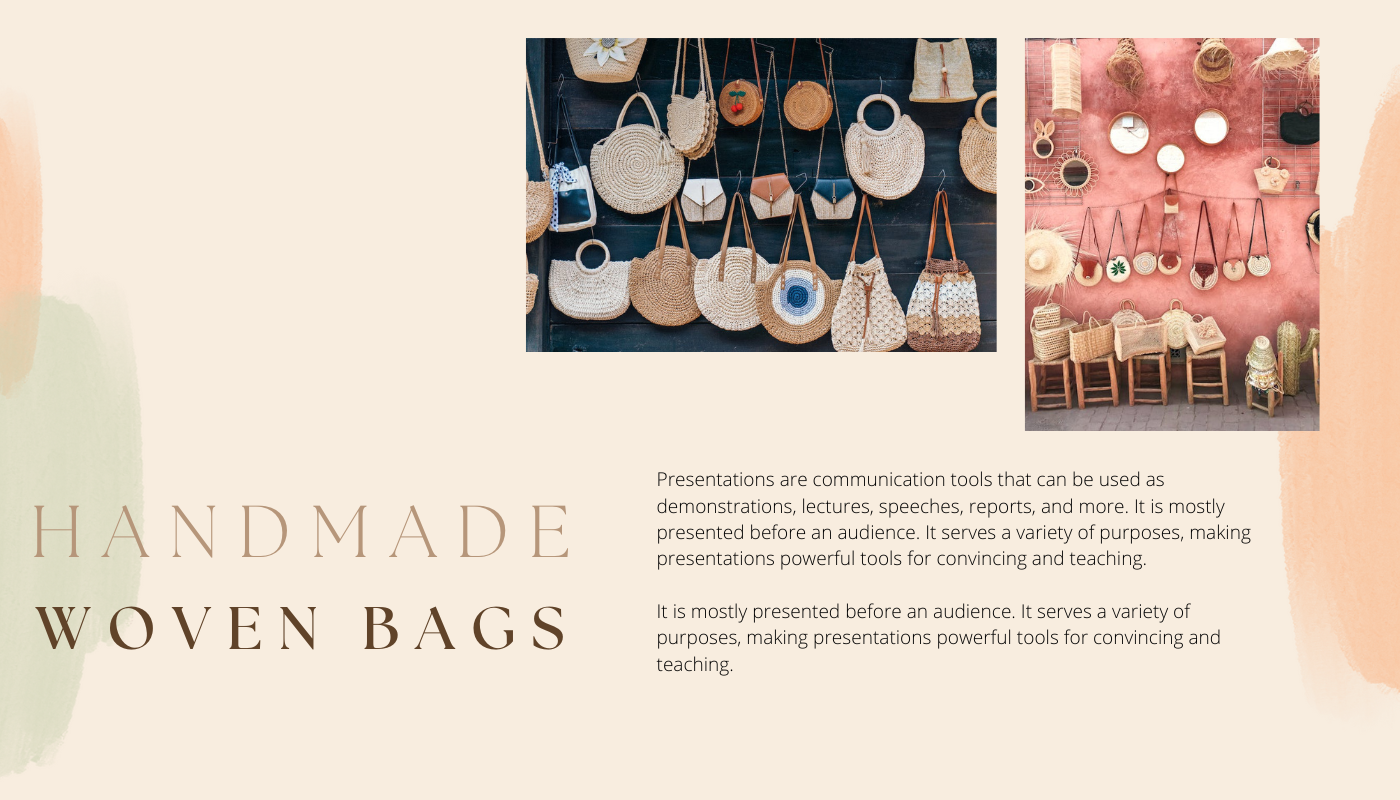 HANDMADE
WOVEN BAGS
Presentations are communication tools that can be used as
demonstrations, lectures, speeches, reports, and more. It is mostly
presented before an audience. It serves a variety of purposes, making
presentations powerful tools for convincing and teaching.
It is mostly presented before an audience. It serves a variety of
purposes, making presentations powerful tools for convincing and
teaching.